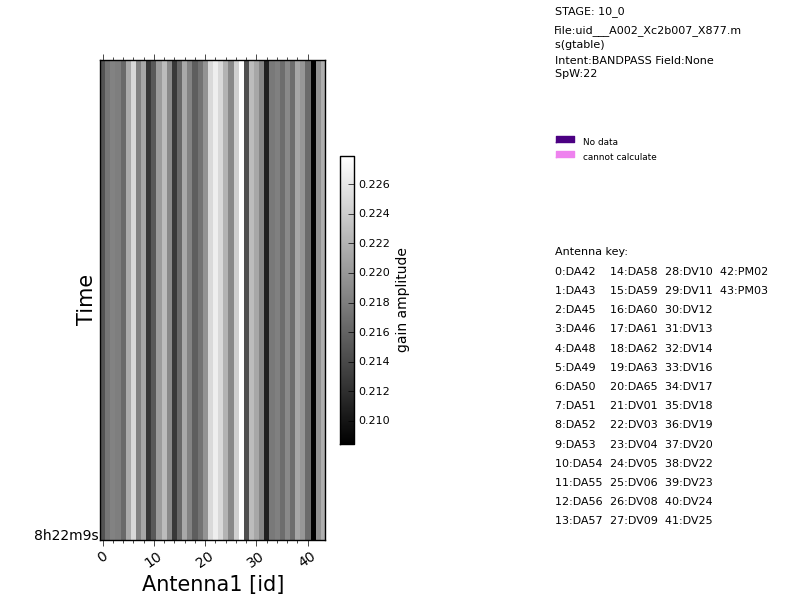 STAGE: 10_0
File:uid___A002_Xc2b007_X877.m
s(gtable)
Intent:BANDPASS Field:None
SpW:22
No data
cannot calculate
Time
8h22m9s
0 10 20 30 40
Antenna1 [id]
0.226
0.224
0.222
0.220
0.218
0.216
0.214
0.212
0.210
gain amplitude
Antenna key:
0:DA42 14:DA58 28:DV10 42:PM02
1:DA43 15:DA59 29:DV11 43:PM03
2:DA45 16:DA60 30:DV12
3:DA46 17:DA61 31:DV13
4:DA48 18:DA62 32:DV14
5:DA49 19:DA63 33:DV16
6:DA50 20:DA65 34:DV17
7:DA51 21:DV01 35:DV18
8:DA52 22:DV03 36:DV19
9:DA53 23:DV04 37:DV20
10:DA54 24:DV05 38:DV22
11:DA55 25:DV06 39:DV23
12:DA56 26:DV08 40:DV24
13:DA57 27:DV09 41:DV25